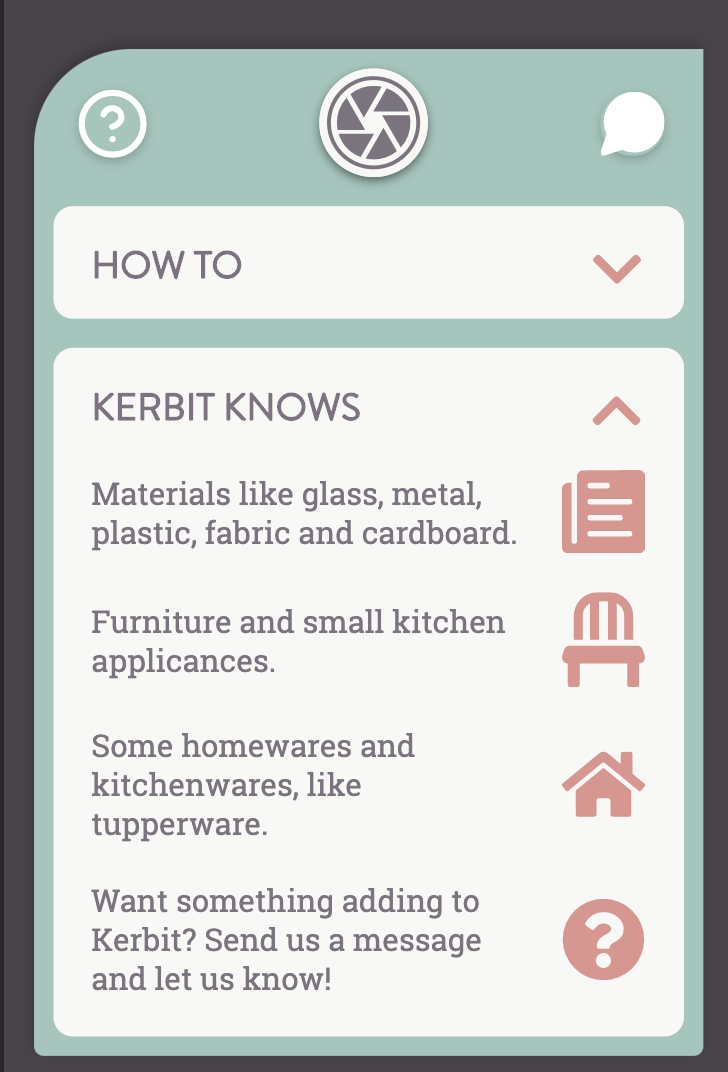 HOW TO
KERBIT KNOWS
Materials like glass, metal,
plastic, fabric and cardboard.
Furniture and small kitchen
applicances.
Some homewares and
kitchenwares, like
tupperware.
Want something adding to
Kerbit? Send us a message
and let us know!